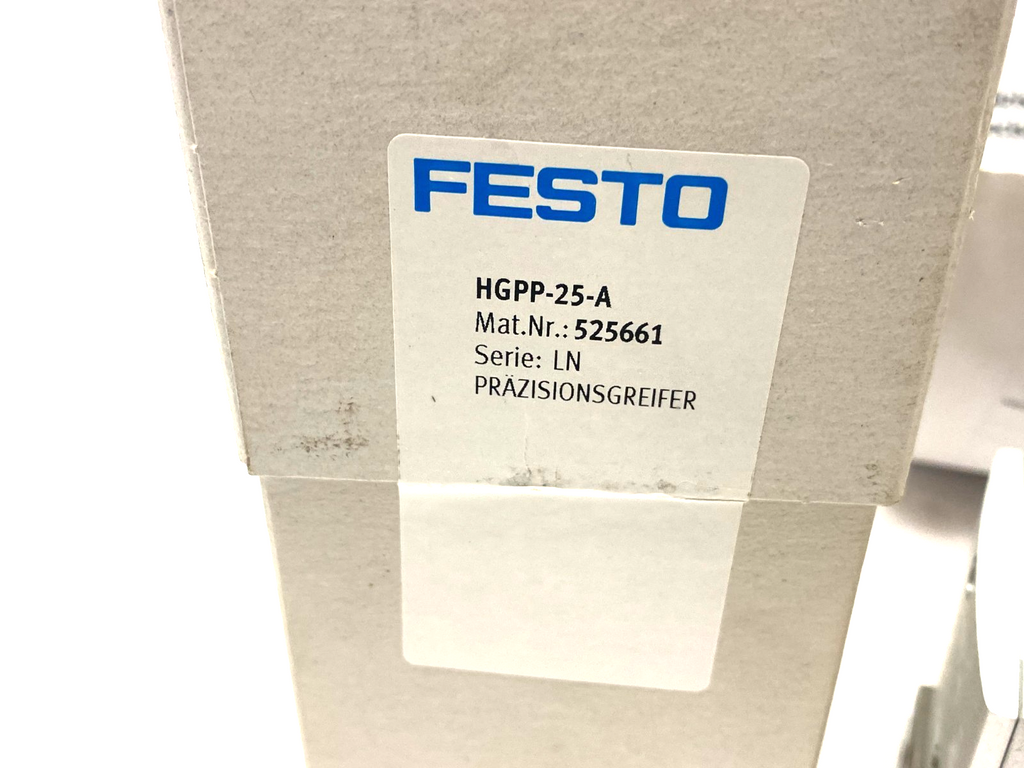 FESTO
HGPP-25-A
Mat.Nr.: 525661
Serie: LN
PRÄZISIONSGREIFER